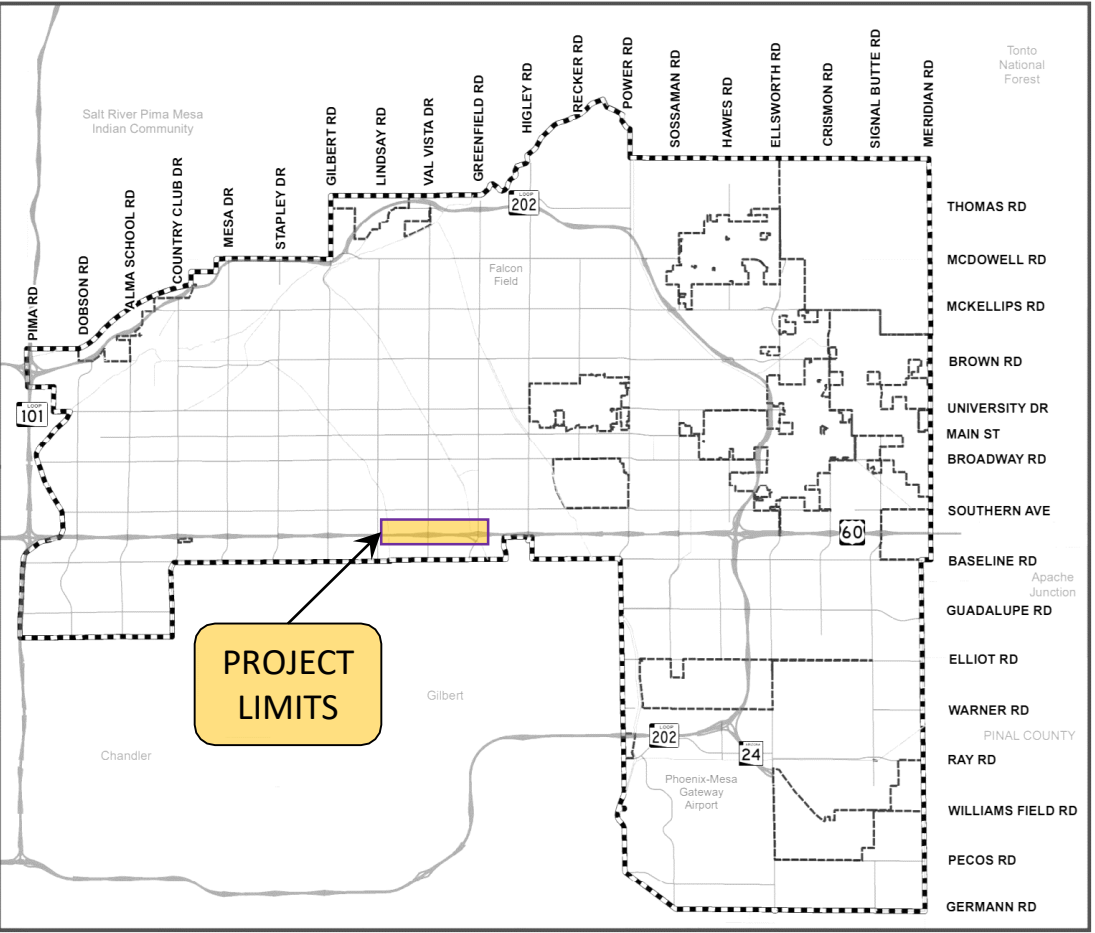 Tonto
National
Forest
Salt River Pima Mesa
Indian Community
PIMA RD
DOBSON RD
ALMA SCHOOL RD
COUNTRY CLUB DR
MESA DR
STAPLEY DR
GILBERT RD
LINDSAY RD
VAL VISTA DR
GREENFIELD RD
HIGLEY RD
RECKER RD
POWER RD
SOSSAMAN RD
HAWES RD
ELLSWORTH RD
CRISMON RD
SIGNAL BUTTE RD
MERIDIAN RD
LOOP
202
THOMAS RD
Falcon
Field
MCDOWELL RD
MCKELLIPS RD
BROWN RD
LOOP
101
UNIVERSITY DR
MAIN ST
BROADWAY RD
SOUTHERN AVE
60
BASELINE RD
Apache
Junction
GUADALUPE RD
PROJECT
LIMITS
ELLIOT RD
Gilbert
WARNER RD
LOOP
202
PINAL COUNTY
24
Chandler
RAY RD
Phoenix-Mesa
Gateway
Airport
WILLIAMS FIELD RD
PECOS RD
GERMANN RD